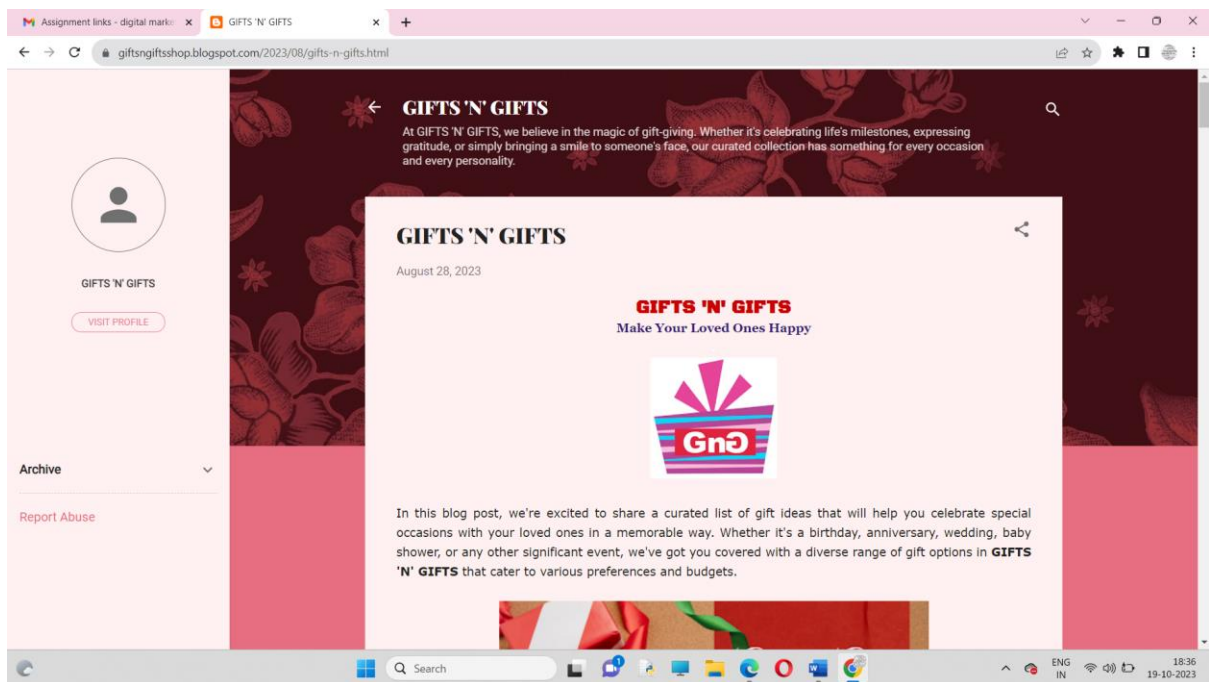 Assignment links - digital marke
GIFTS 'N' GIFTS
giftsngiftsshop.blogspot.com/2023/08/gifts-n-gifts.html
GIFTS 'N' GIFTS
At GIFTS 'N' GIFTS, we believe in the magic of gift-giving. Whether it's celebrating life's milestones, expressing
gratitude, or simply bringing a smile to someone's face, our curated collection has something for every occasion
and every personality.
GIFTS 'N' GIFTS
VISIT PROFILE
Archive
Report Abuse
GIFTS 'N' GIFTS
August 28, 2023
GIFTS 'N' GIFTS
Make Your Loved Ones Happy
GnG
In this blog post, we're excited to share a curated list of gift ideas that will help you celebrate special
occasions with your loved ones in a memorable way. Whether it's a birthday, anniversary, wedding, baby
shower, or any other significant event, we've got you covered with a diverse range of gift options in GIFTS
'N' GIFTS that cater to various preferences and budgets.
Search
ENG
IN
18:36
19-10-2023